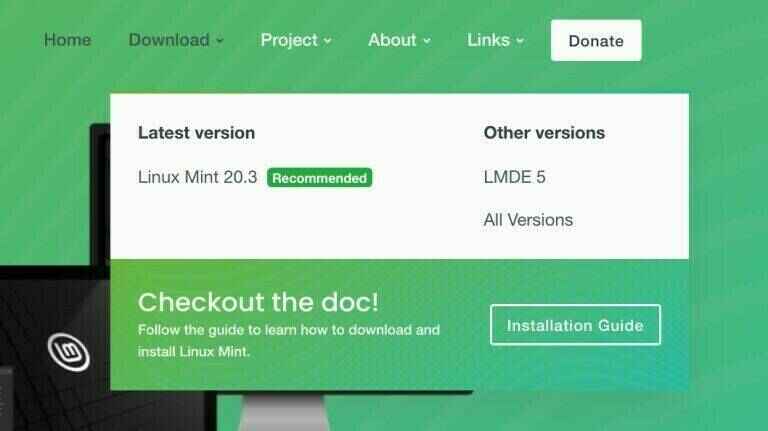 Home Download Project About Links Donate
Latest version
Other versions
Linux Mint 20.3 Recommended
LMDE 5
All Versions
Checkout the doc!
Follow the guide to learn how to download and
install Linux Mint.
Installation Guide
lm